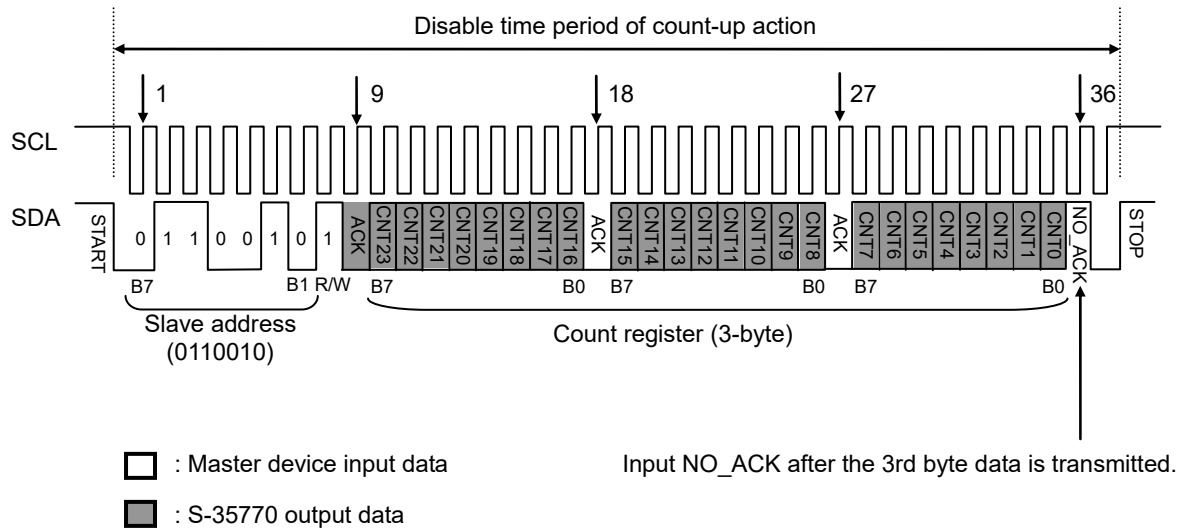 Disable time period of count-up action
1 9 18 27 36
SCL
SDA
START 0 1 1 0 0 1 0 1 ACK CNT23 CNT22 CNT21 CNT20 CNT19 CNT18 CNT17 CNT16 ACK CNT15 CNT14 CNT13 CNT12 CNT11 CNT10 CNT9 CNT8 ACK CNT7 CNT6 CNT5 CNT4 CNT3 CNT2 CNT1 CNT0 NO_ACK STOP
B7 B1 R/W B7 B0 B7 B0 B7 B0
Slave address
(0110010)
Count register (3-byte)
: Master device input data
Input NO_ACK after the 3rd byte data is transmitted.
: S-35770 output data